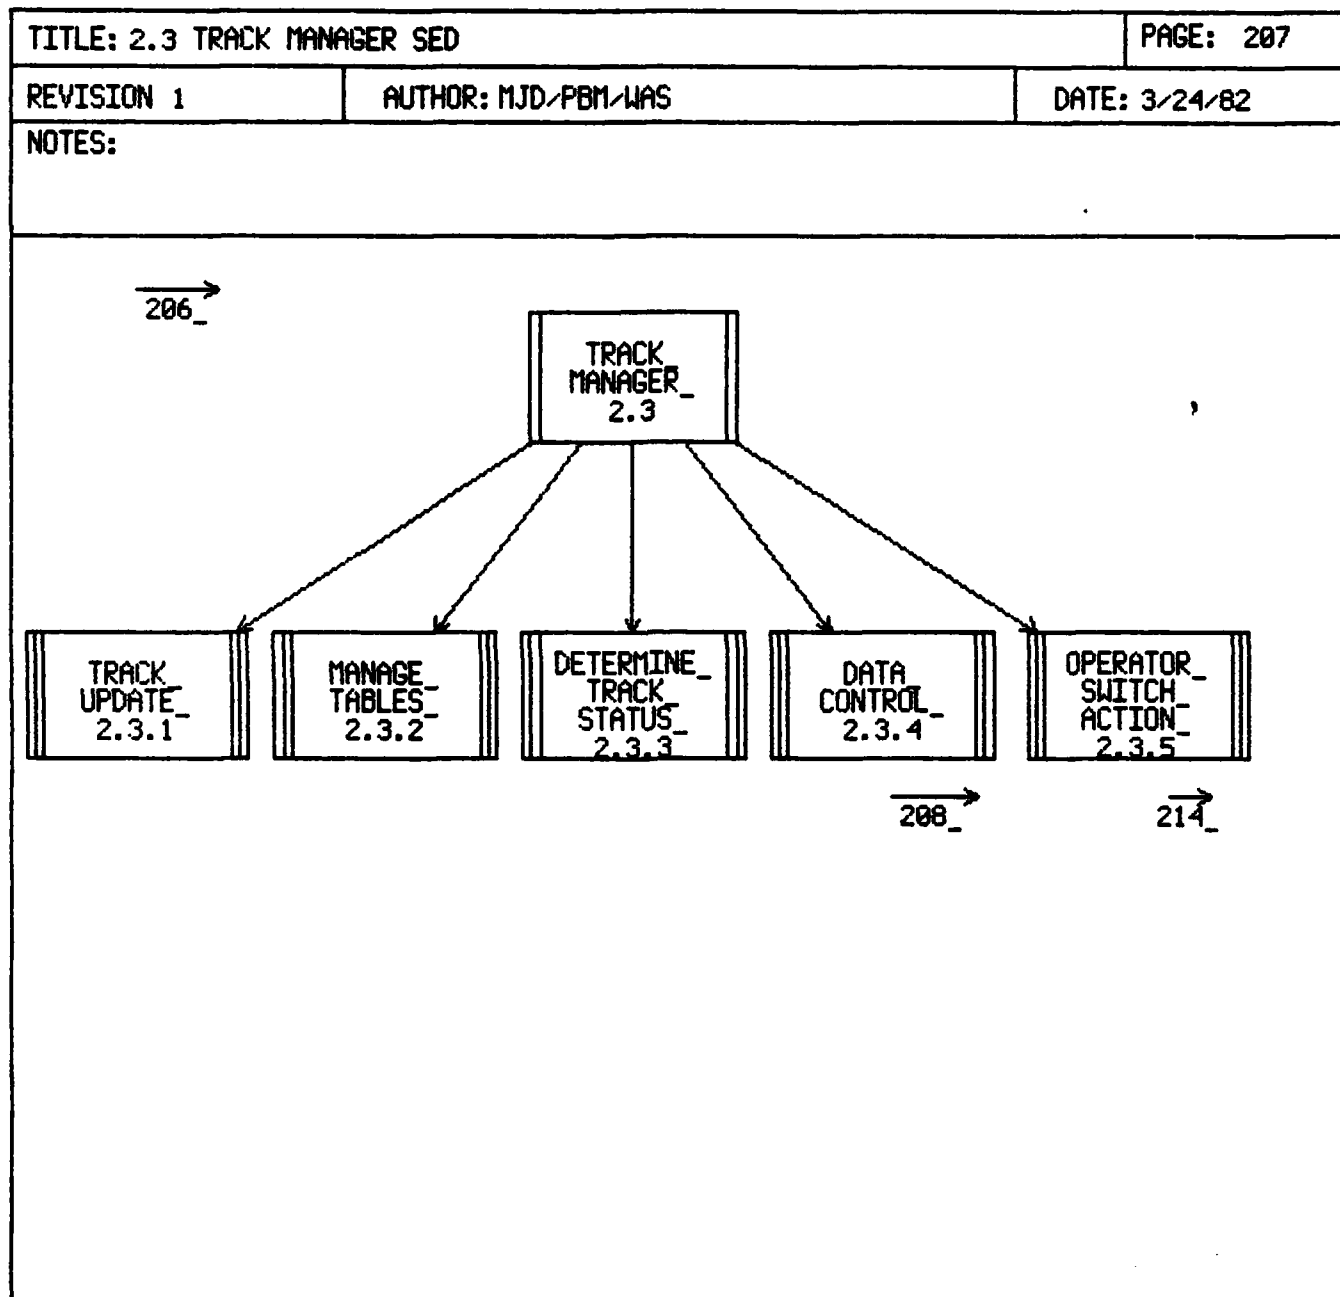 TITLE: 2.3 TRACK MANAGER SED
PAGE: 207
REVISION 1
AUTHOR: MJD/PBM/WAS
DATE: 3/24/82
NOTES:
206_
TRACK_
MANAGER_
2.3
TRACK_
UPDATE_
2.3.1
MANAGE_
TABLES_
2.3.2
DETERMINE_
TRACK_
STATUS_
2.3.3
DATA_
CONTROL_
2.3.4
OPERATOR_
SWITCH_
ACTION_
2.3.5
208_
214_